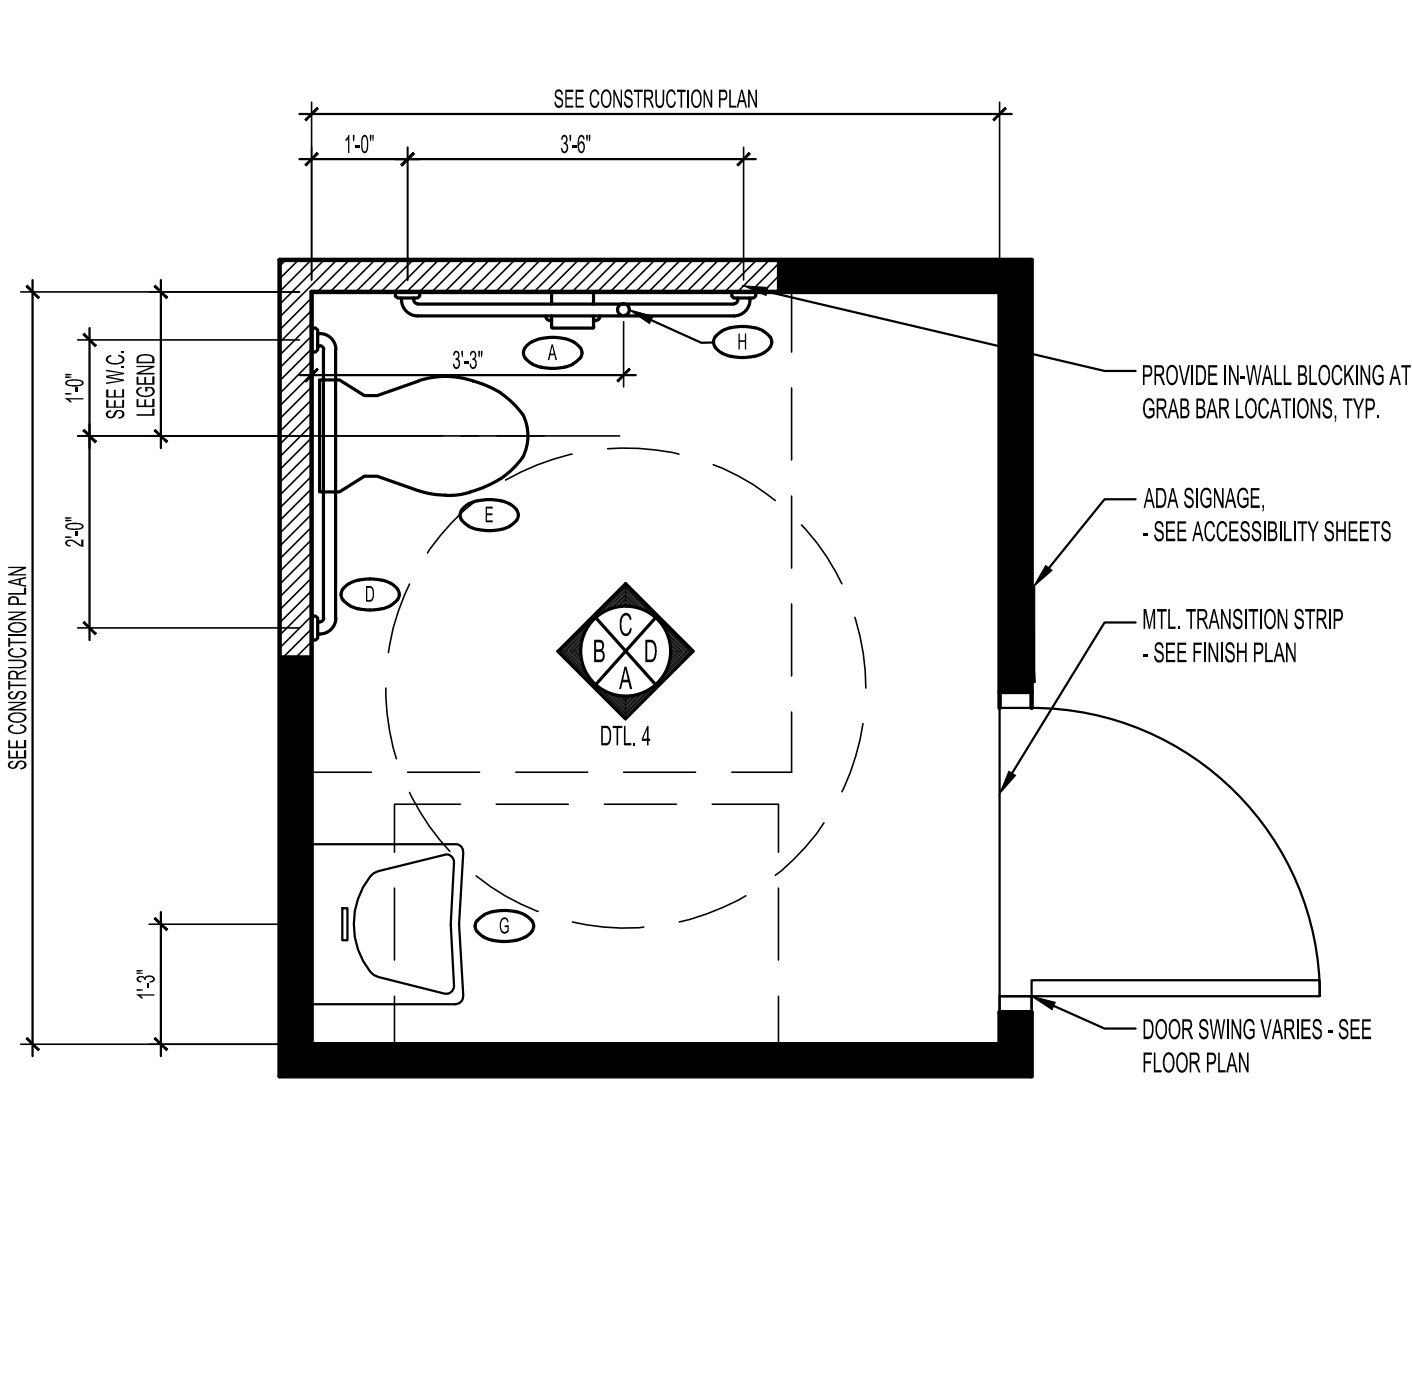 SEE CONSTRUCTION PLAN
1'-0"
3'-6"
H
A
3'-3"
SEE W.C.
LEGEND
1'-0"
PROVIDE IN-WALL BLOCKING AT
GRAB BAR LOCATIONS, TYP.
E
2'-0"
ADA SIGNAGE,
- SEE ACCESSIBILITY SHEETS
D
SEE CONSTRUCTION PLAN
C
B D
A
DTL. 4
MTL. TRANSITION STRIP
- SEE FINISH PLAN
G
1'-3"
DOOR SWING VARIES - SEE
FLOOR PLAN